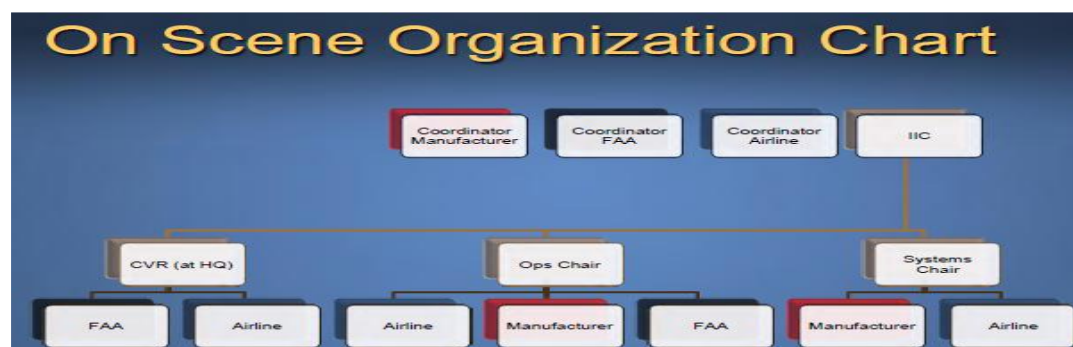 On Scene Organization Chart
Coordinator
Manufacturer
Coordinator
FAA
Coordinator
Airline
IIC
CVR (at HQ)
Ops Chair
Systems
Chair
FAA
Airline
Airline
Manufacturer
FAA
Manufacturer
Airline